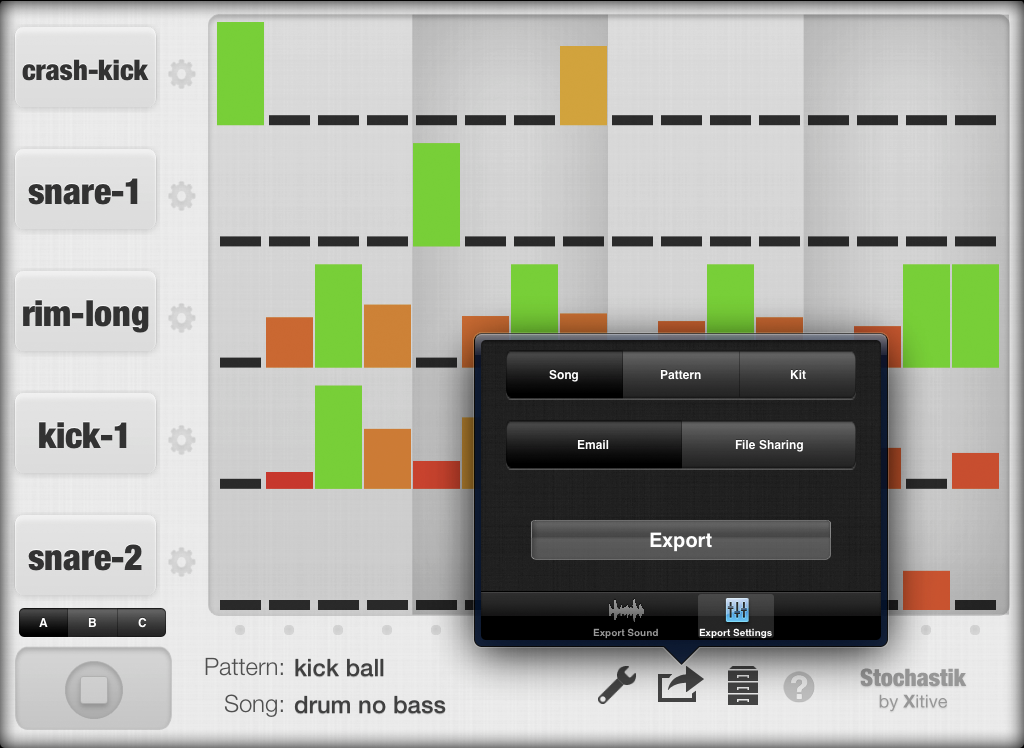 crash-kick
snare-1
rim-long
kick-1
snare-2
A B C
Song Pattern Kit
Email File Sharing
Export
Export Sound Export Settings
Pattern: kick ball
Song: drum no bass
?
Stochastik
by Xitive